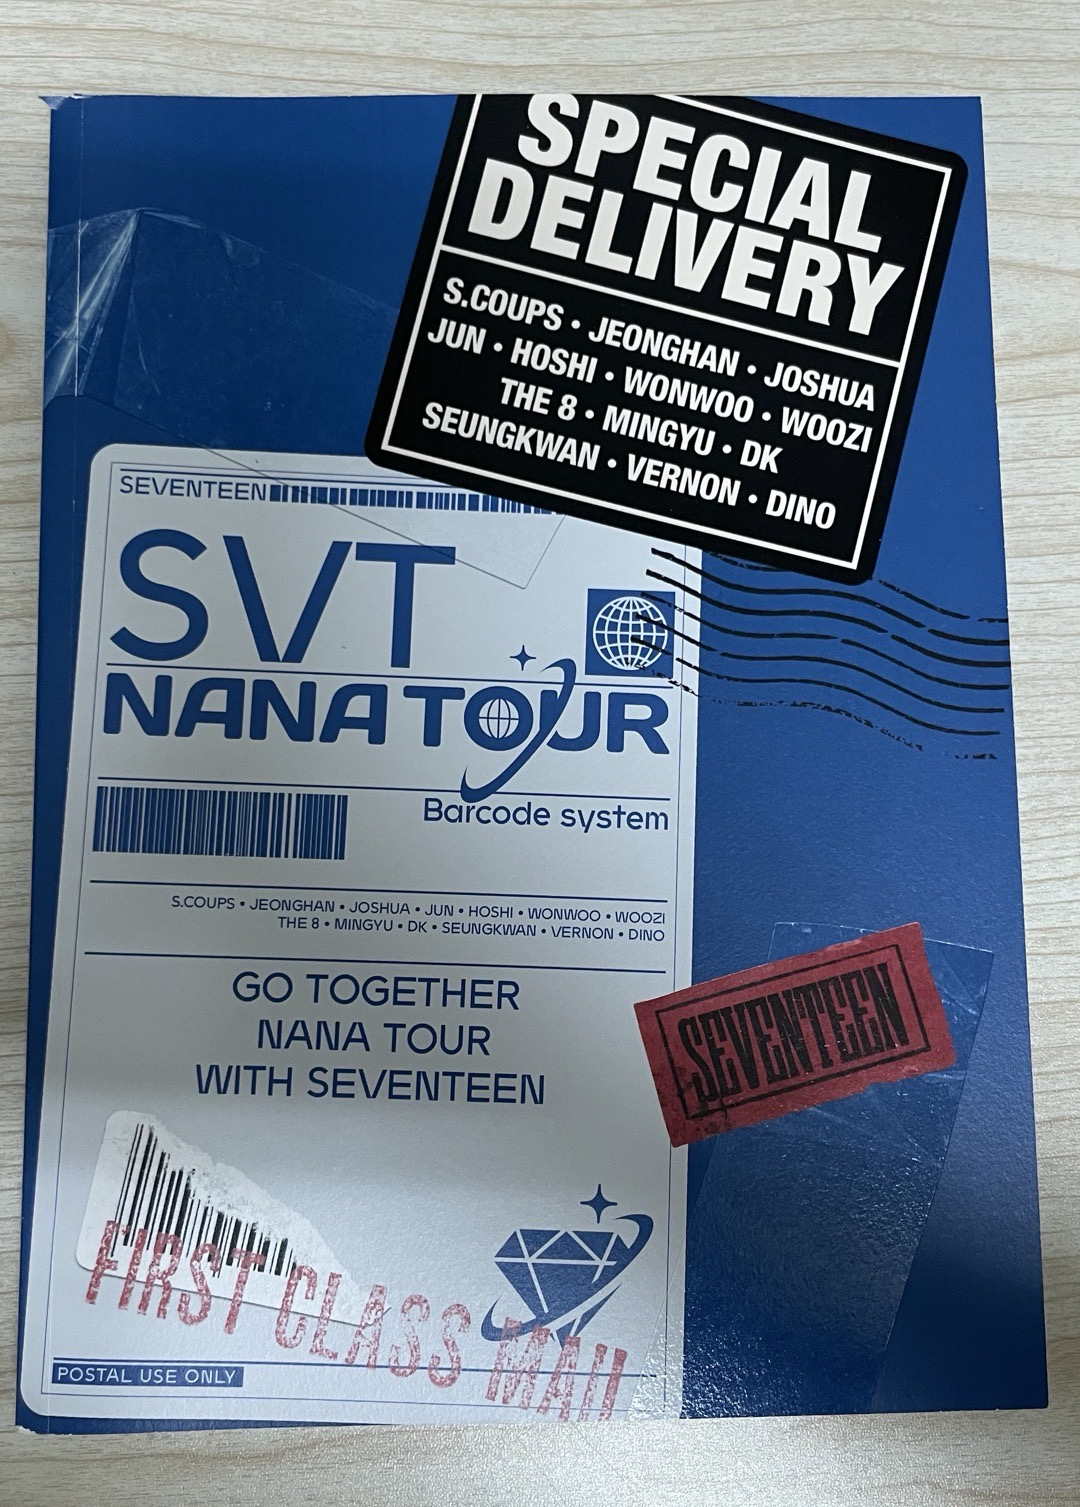 SPECIAL
DELIVERY
S.COUPS • JEONGHAN • JOSHUA
JUN • HOSHI • WONWOO • WOOZI
THE 8 • MINGYU • DK
SEUNGKWAN • VERNON • DINO
SEVENTEEN
SVT
NANA TOUR
Barcode system
S.COUPS • JEONGHAN • JOSHUA • JUN • HOSHI • WONWOO • WOOZI
THE 8 • MINGYU • DK • SEUNGKWAN • VERNON • DINO
GO TOGETHER
NANA TOUR
WITH SEVENTEEN
SEVENTEEN
FIRST CLASS MAIL
POSTAL USE ONLY